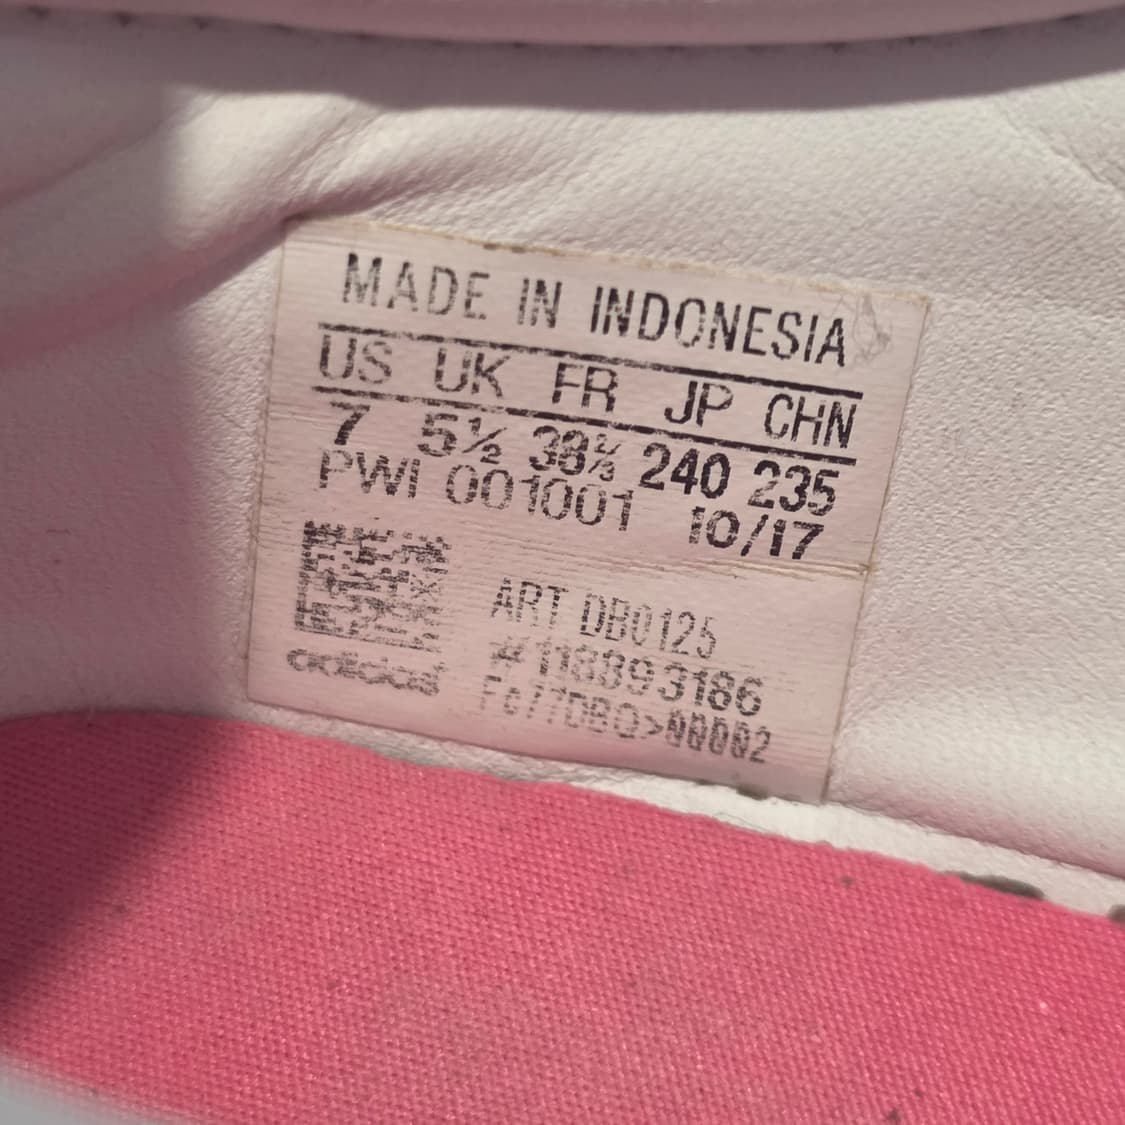 MADE IN INDONESIA
US UK FR JP CHN
7 5½ 38⅔ 240 235
PWI 001001 10/17
ART DB0125
#118893186
adidas